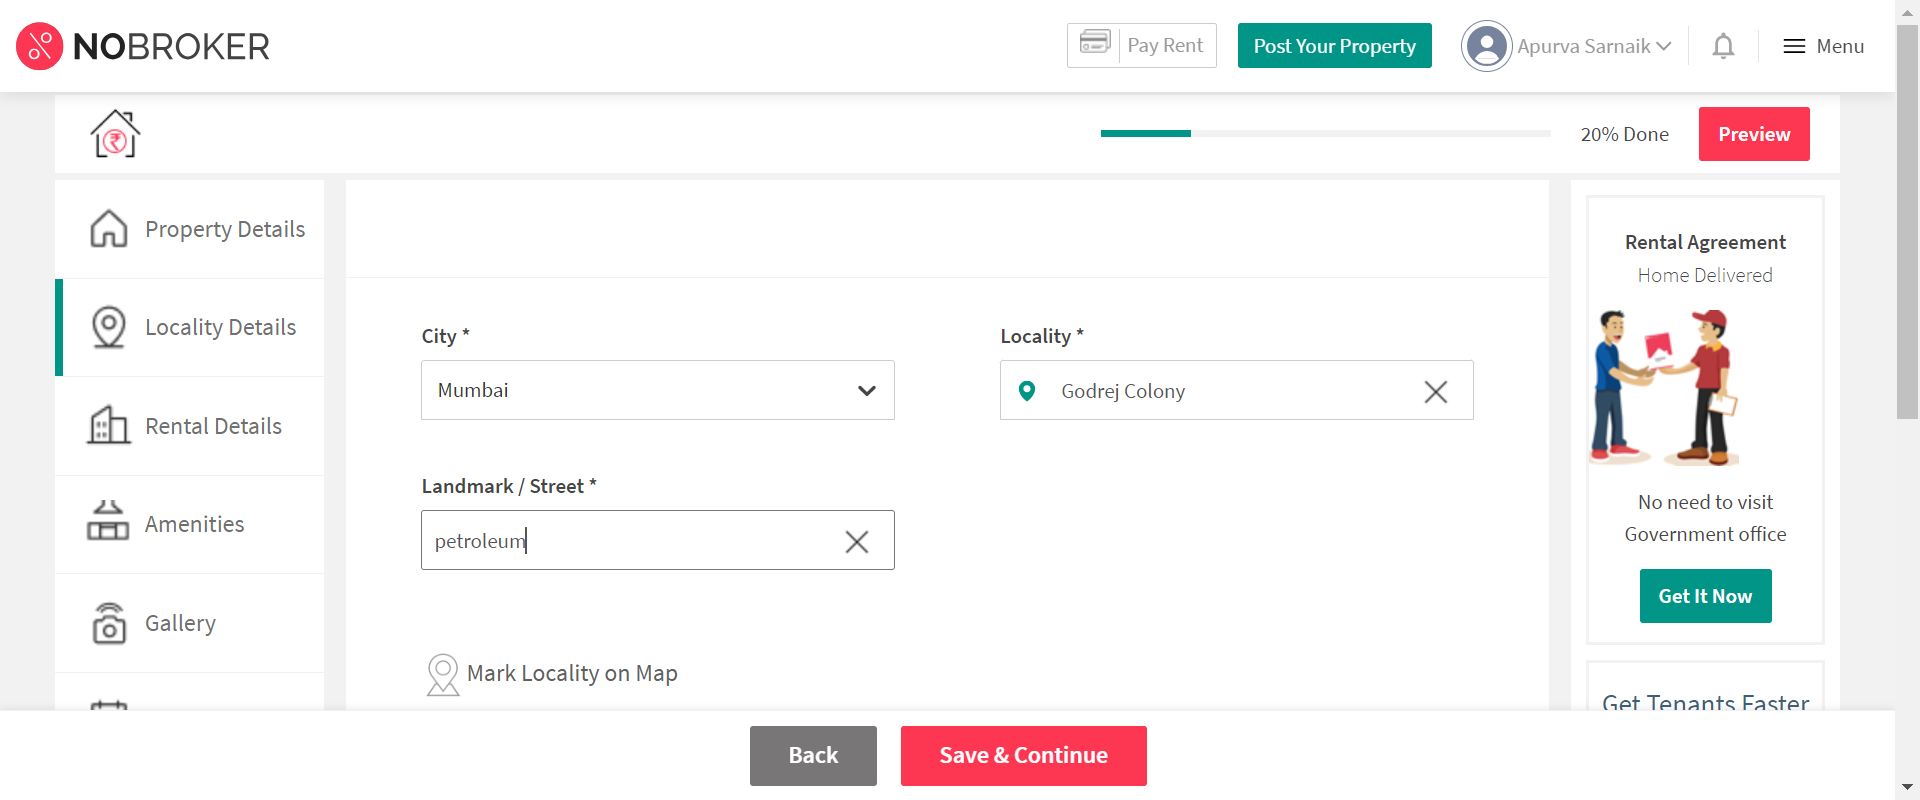 NOBROKER
Pay Rent
Post Your Property
Apurva Sarnaik
Menu
20% Done
Preview
Property Details
Locality Details
Rental Details
Amenities
Gallery
City *
Mumbai
Locality *
Godrej Colony
Landmark / Street *
petroleum
Mark Locality on Map
Rental Agreement
Home Delivered
No need to visit
Government office
Get It Now
Get Tenants Faster
Back
Save & Continue